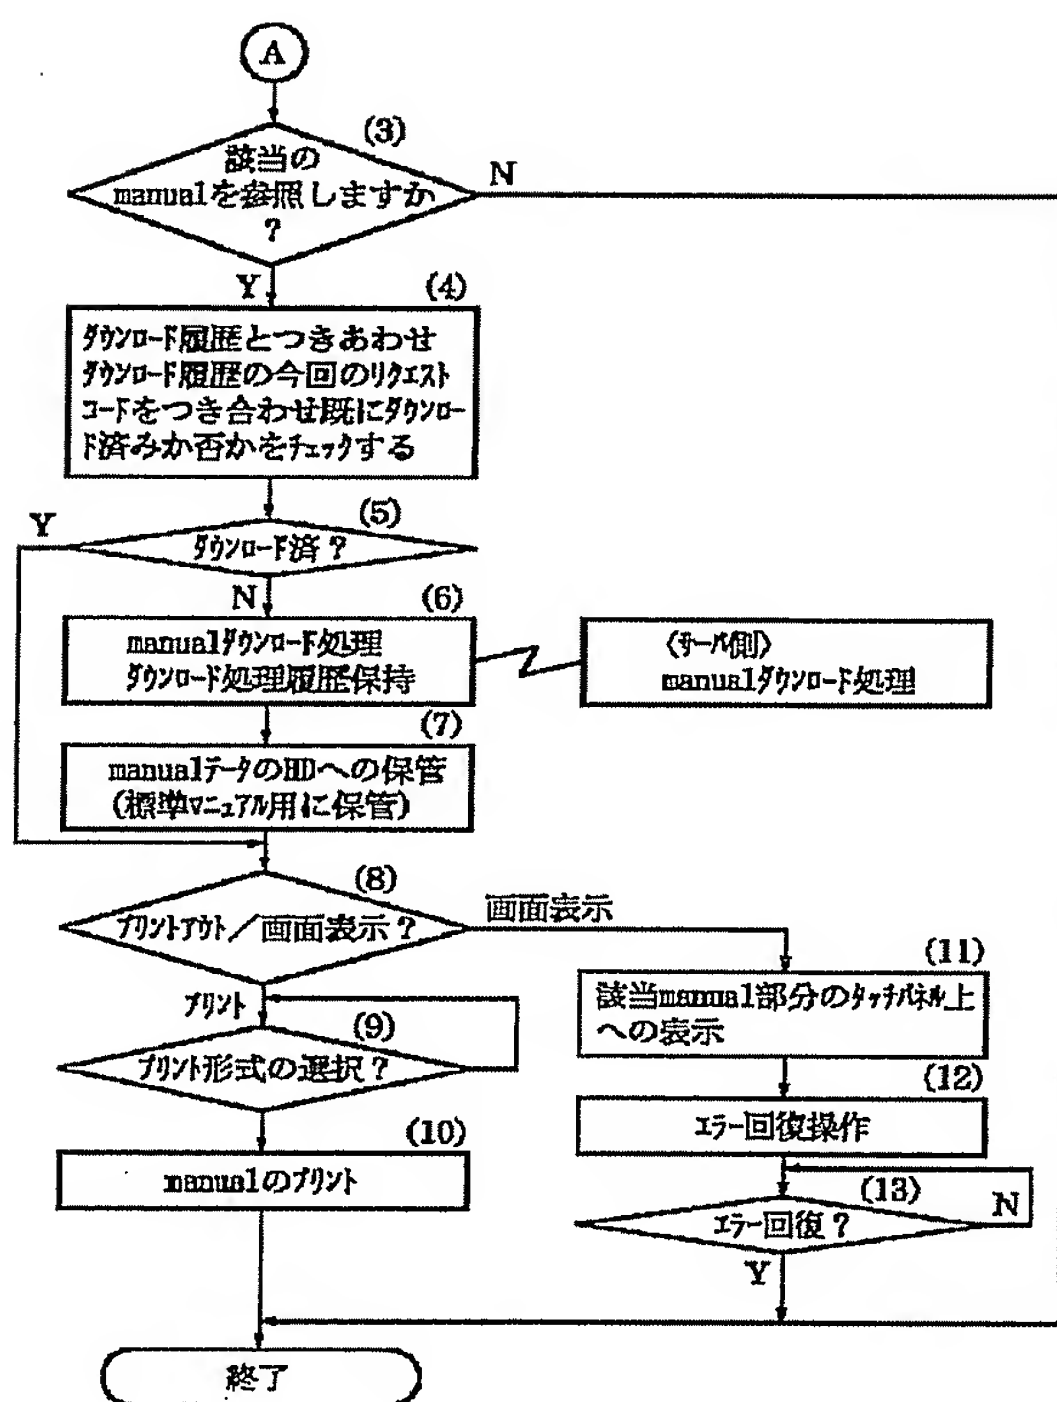 A
(3)
該当の
manualを参照しますか
?
N
Y
(4)
ダウンロード履歴とつきあわせ
ダウンロード履歴の今回のリクエスト
コードをつき合わせ既にダウンロー
ド済みか否かをチェックする
(5)
Y
ダウンロード済?
N
(6)
manualダウンロード処理
ダウンロード処理履歴保持
〈サーバ側〉
manualダウンロード処理
(7)
manualデータのHDへの保管
(標準マニュアル用に保管)
(8)
プリントアウト/画面表示?
画面表示
プリント
(9)
プリント形式の選択?
(10)
manualのプリント
(11)
該当manual部分のタッチパネル上
への表示
(12)
エラー回復操作
(13)
エラー回復?
N
Y
終了